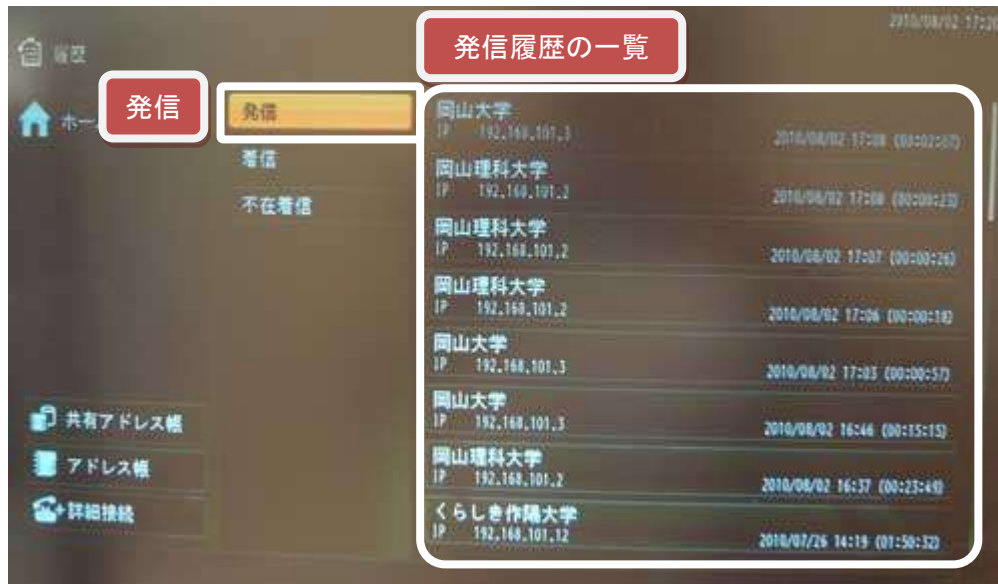 2010/08/02 17:20
履歴
発信履歴の一覧
発信
ホー
発信
着信
不在着信
岡山大学
IP 192.168.101.3
2010/08/02 17:08 (00:02:07)
岡山理科大学
IP 192.168.101.2
2010/08/02 17:08 (00:00:23)
岡山理科大学
IP 192.168.101.2
2010/08/02 17:07 (00:00:26)
岡山理科大学
IP 192.168.101.2
2010/08/02 17:06 (00:00:18)
岡山大学
IP 192.168.101.3
2010/08/02 17:03 (00:00:57)
岡山大学
IP 192.168.101.3
2010/08/02 16:46 (00:15:15)
岡山理科大学
IP 192.168.101.2
2010/08/02 16:37 (00:23:49)
くらしき作陽大学
IP 192.168.101.12
2010/07/26 14:19 (01:50:32)
共有アドレス帳
アドレス帳
詳細接続